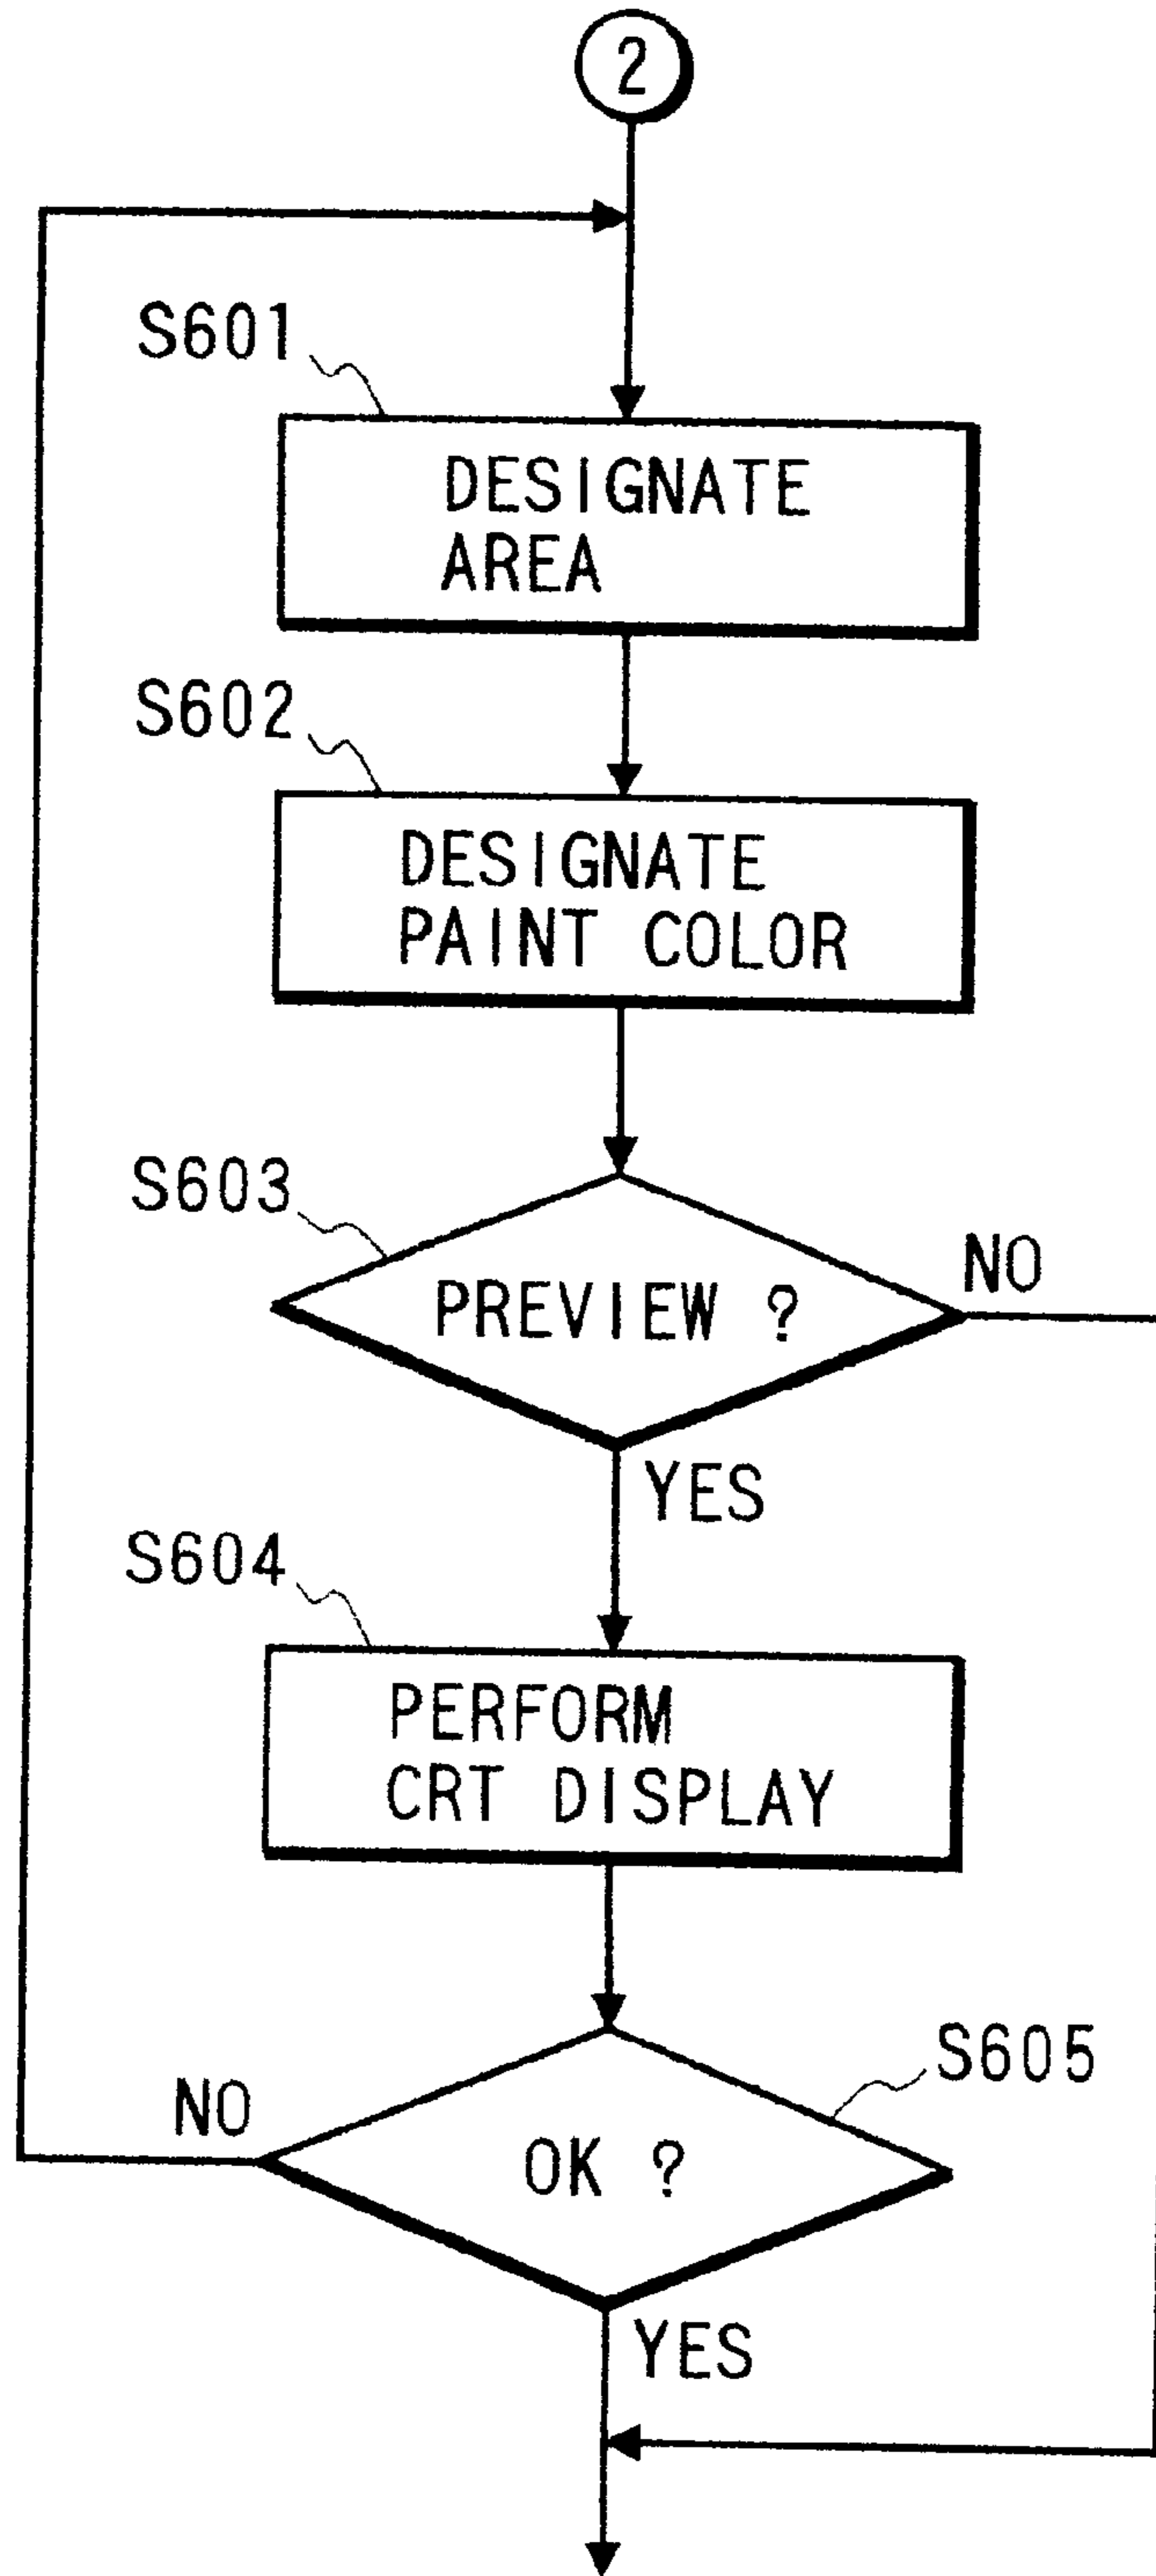 2
S601
DESIGNATE
AREA
S602
DESIGNATE
PAINT COLOR
S603
PREVIEW ?
NO
YES
S604
PERFORM
CRT DISPLAY
S605
NO
OK ?
YES